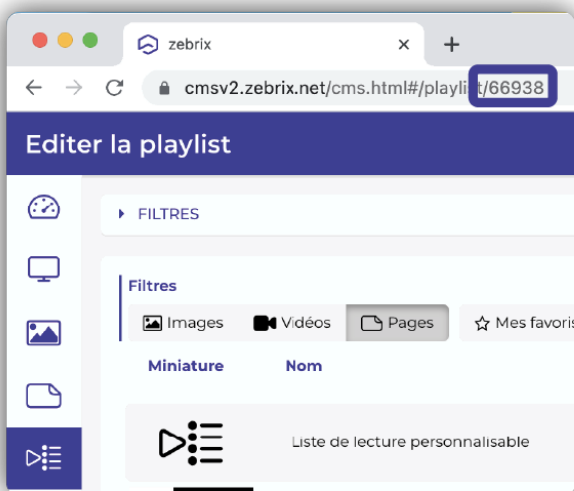 zebrix
cmsv2.zebrix.net/cms.html#/playlist/66938
Editer la playlist
FILTRES
Filtres
Images Vidéos Pages Mes favoris
Miniature Nom
Liste de lecture personnalisable